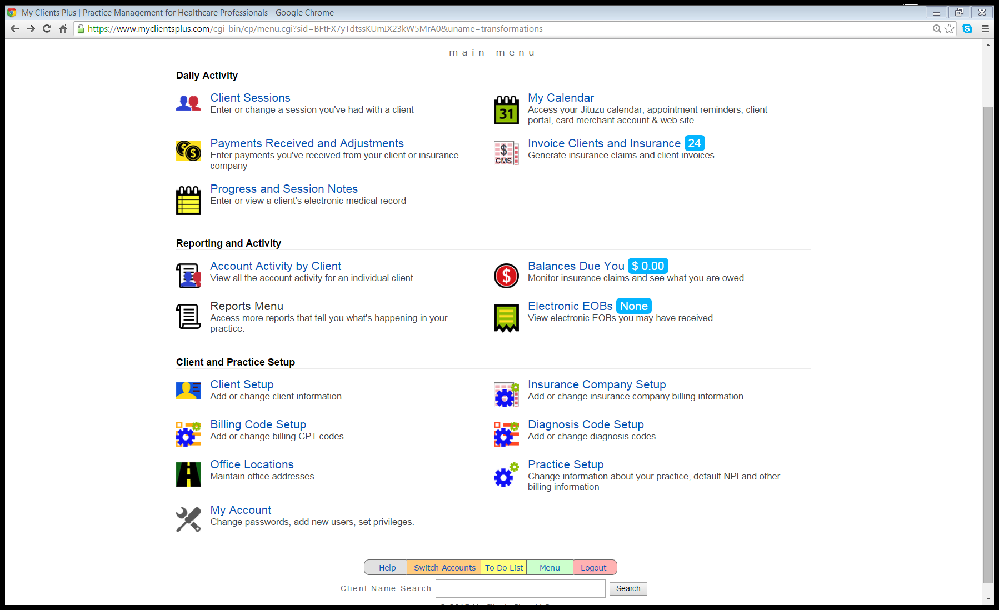 My Clients Plus | Practice Management for Healthcare Professionals - Google Chrome
https://www.myclientsplus.com/cgi-bin/cp/menu.cgi?sid=BFtFX7yTdtssKUmIX23kW5MrA0&uname=transformations
main menu
Daily Activity
Client Sessions
Enter or change a session you've had with a client
31
My Calendar
Access your Jituzu calendar, appointment reminders, client
portal, card merchant account & web site.
$ $
Payments Received and Adjustments
Enter payments you've received from your client or insurance
company
$
CMS
Invoice Clients and Insurance 24
Generate insurance claims and client invoices.
Progress and Session Notes
Enter or view a client's electronic medical record
Reporting and Activity
Account Activity by Client
View all the account activity for an individual client.
$
Balances Due You $ 0.00
Monitor insurance claims and see what you are owed.
Reports Menu
Access more reports that tell you what's happening in your
practice.
Electronic EOBs None
View electronic EOBs you may have received
Client and Practice Setup
Client Setup
Add or change client information
Insurance Company Setup
Add or change insurance company billing information
Billing Code Setup
Add or change billing CPT codes
Diagnosis Code Setup
Add or change diagnosis codes
Office Locations
Maintain office addresses
Practice Setup
Change information about your practice, default NPI and other
billing information
My Account
Change passwords, add new users, set privileges.
Help Switch Accounts To Do List Menu Logout
Client Name Search Search